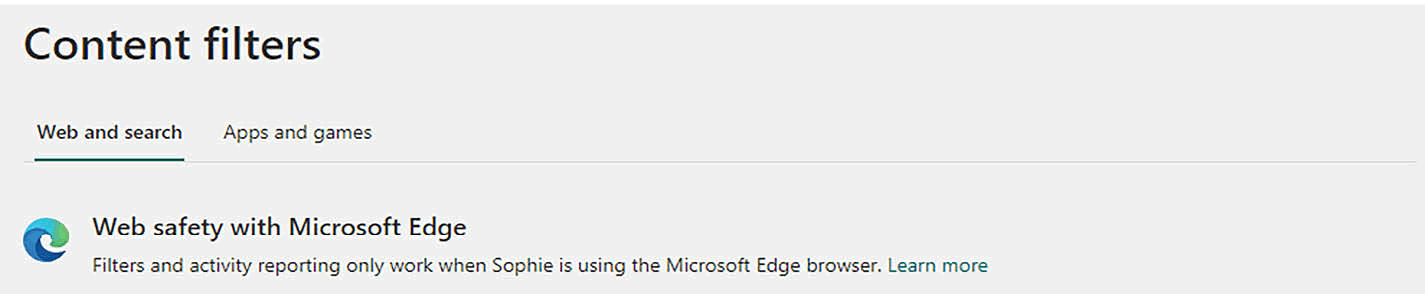 Content filters
Web and search Apps and games
Web safety with Microsoft Edge
Filters and activity reporting only work when Sophie is using the Microsoft Edge browser. Learn more